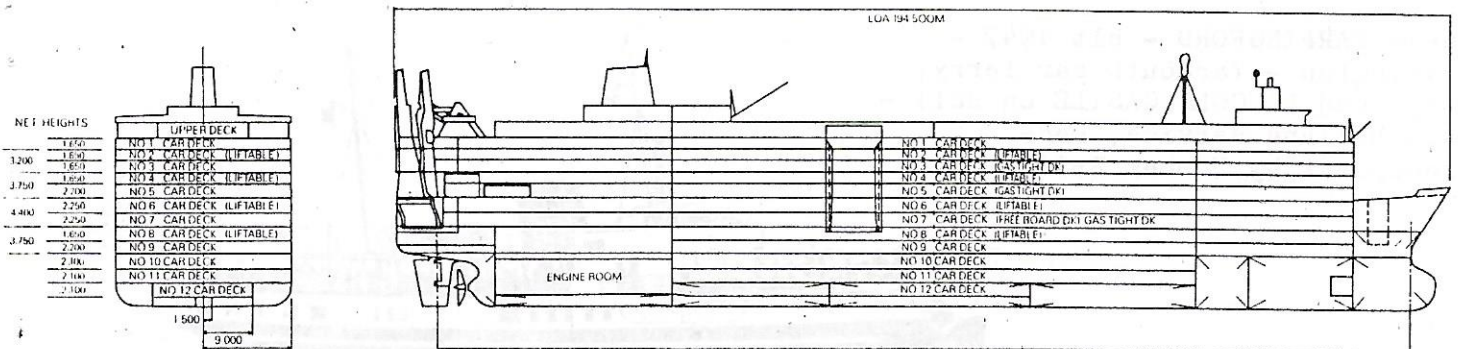 LOA 194 500M
NET HEIGHTS
UPPER DECK
1.650 NO 1 CAR DECK
3.200 1.650 NO 2 CAR DECK (LIFTABLE)
1.650 NO 3 CAR DECK
3.750 1.650 NO 4 CAR DECK (LIFTABLE)
2.200 NO 5 CAR DECK
4.400 2.250 NO 6 CAR DECK (LIFTABLE)
2.250 NO 7 CAR DECK
3.750 1.650 NO 8 CAR DECK (LIFTABLE)
2.200 NO 9 CAR DECK
NO 10 CAR DECK
2.100 NO 11 CAR DECK
2.100 NO 12 CAR DECK
1 500
9 000
NO 1 CAR DECK
NO 2 CAR DECK (LIFTABLE)
NO 3 CAR DECK (GASTIGHT DK)
NO 4 CAR DECK (LIFTABLE)
NO 5 CAR DECK (GASTIGHT DK)
NO 6 CAR DECK (LIFTABLE)
NO 7 CAR DECK (FREE BOARD DK) GAS TIGHT DK
NO 8 CAR DECK (LIFTABLE)
NO 9 CAR DECK
NO 10 CAR DECK
NO 11 CAR DECK
NO 12 CAR DECK
ENGINE ROOM